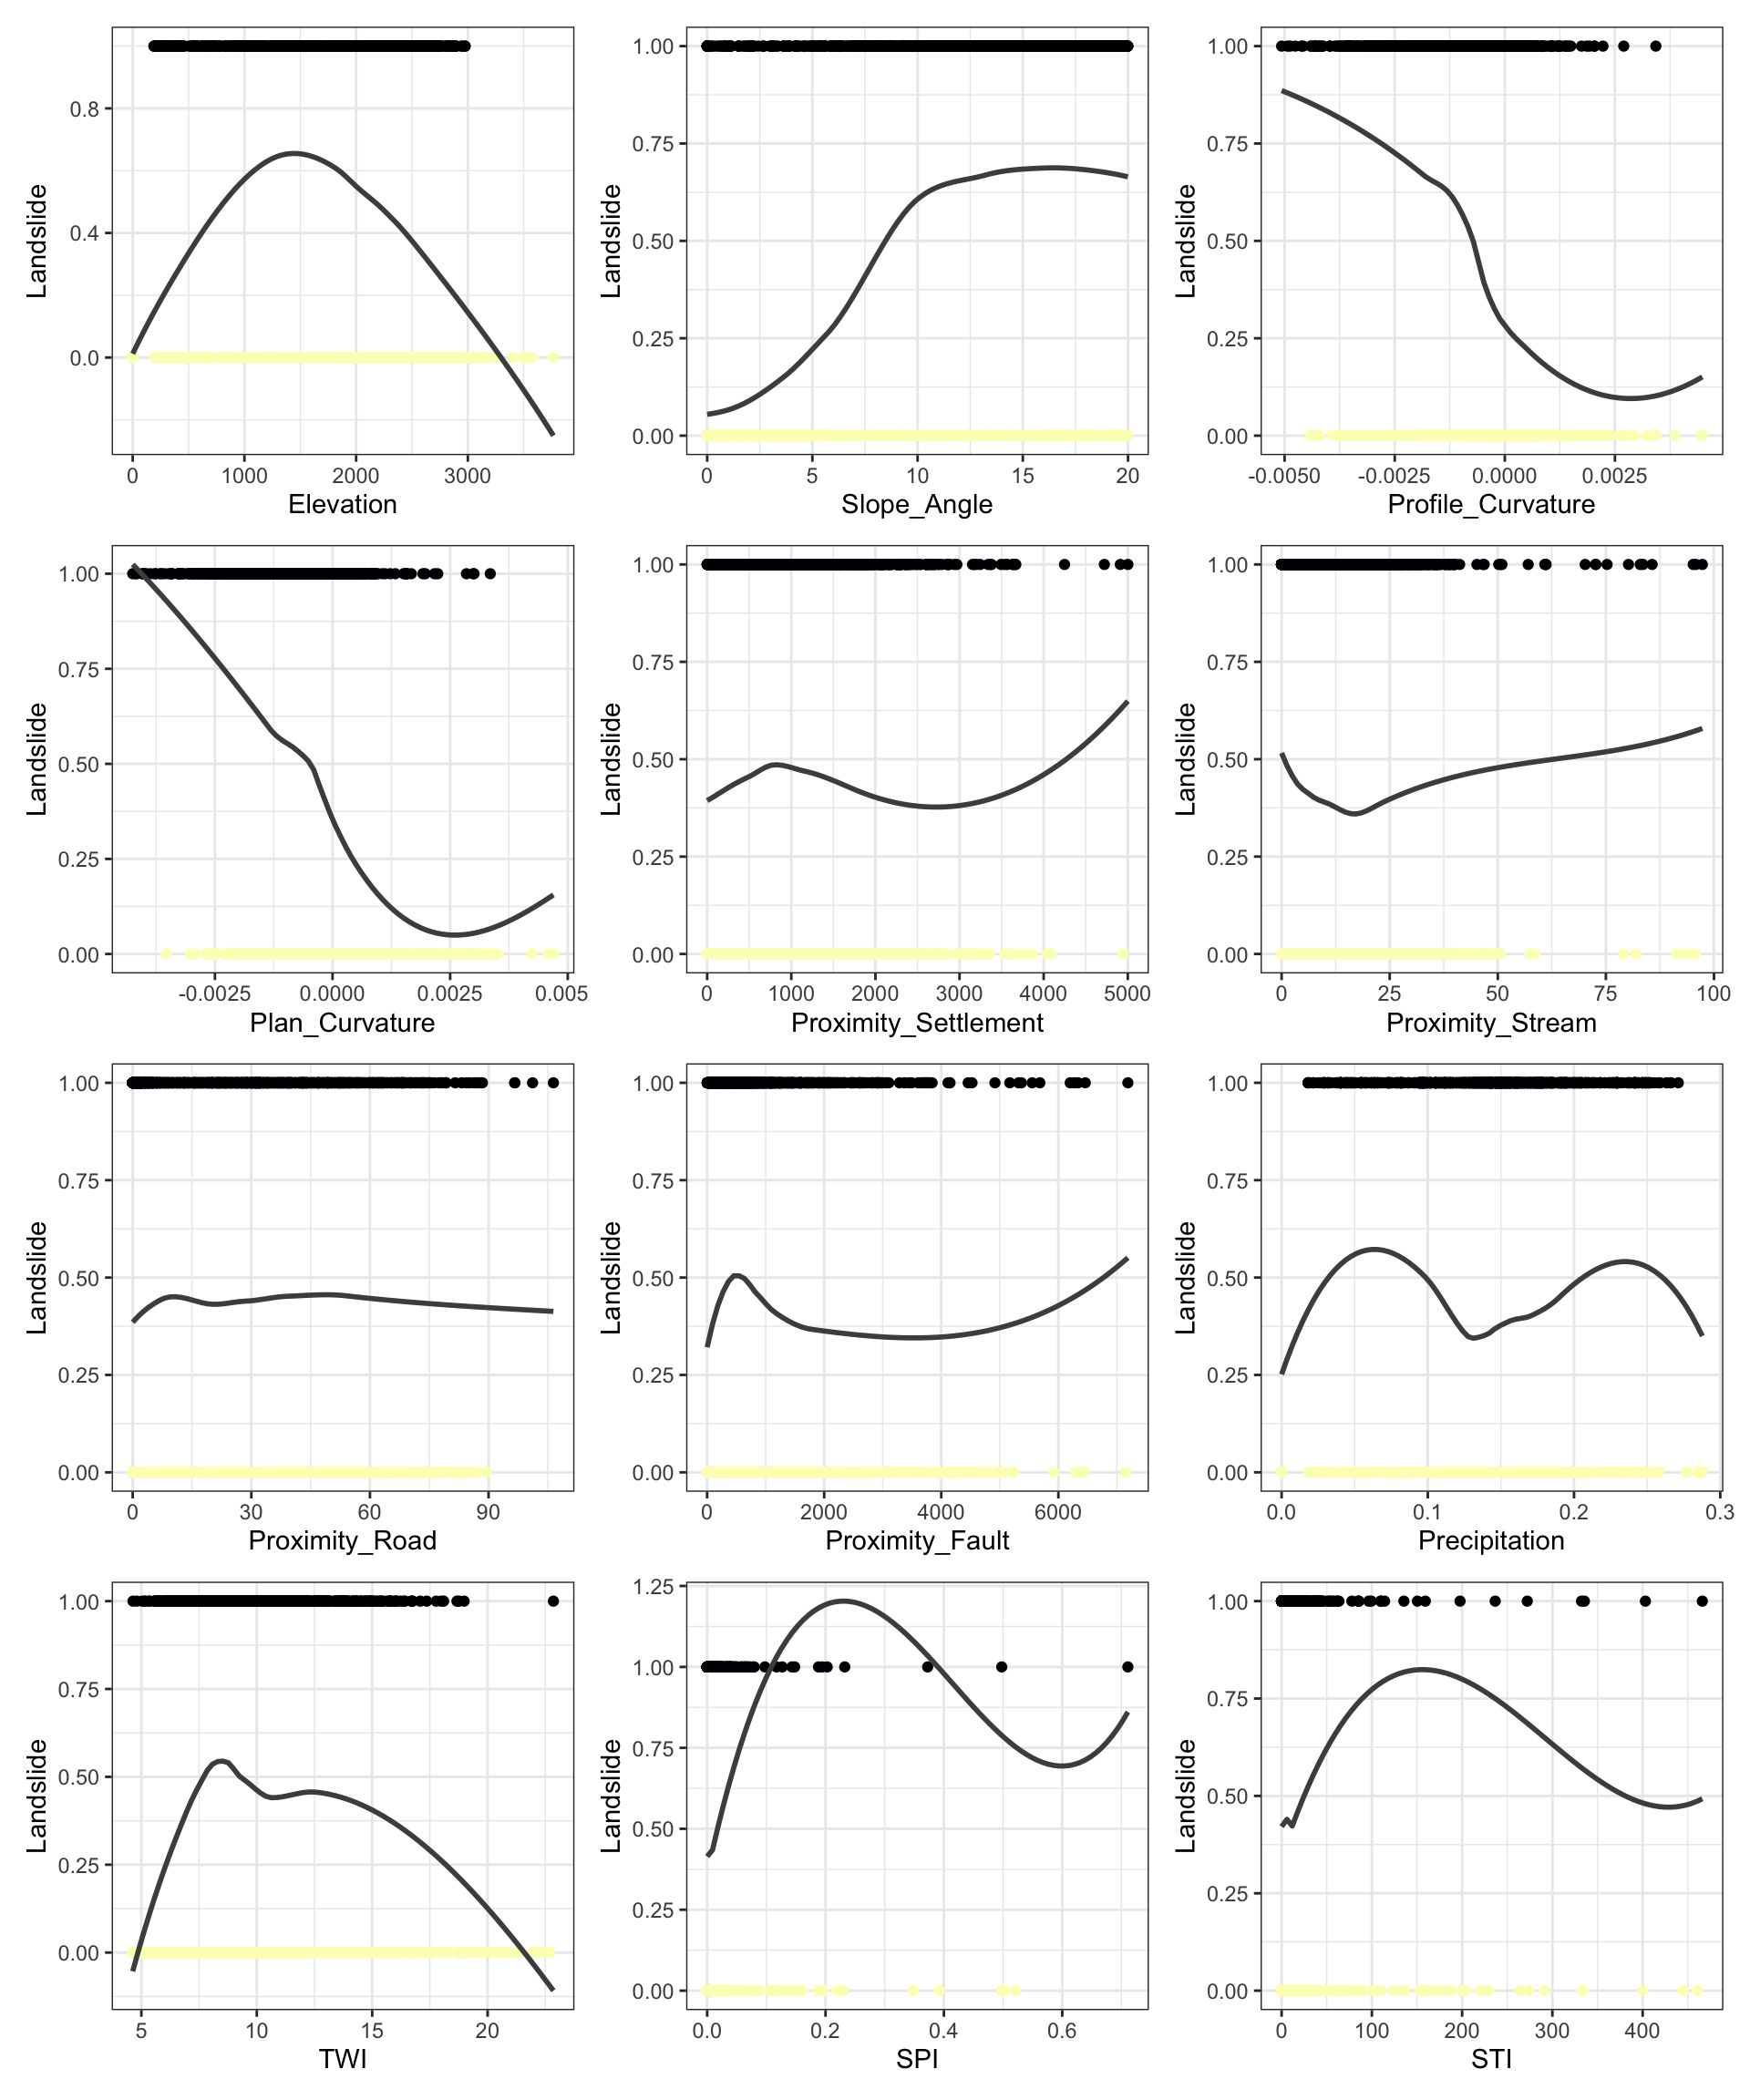 Landslide
0.8
0.4
0.0
0 1000 2000 3000
Elevation
Landslide
1.00
0.75
0.50
0.25
0.00
0 5 10 15 20
Slope_Angle
Landslide
1.00
0.75
0.50
0.25
0.00
-0.0050 -0.0025 0.0000 0.0025
Profile_Curvature
Landslide
1.00
0.75
0.50
0.25
0.00
-0.0025 0.0000 0.0025 0.005
Plan_Curvature
Landslide
1.00
0.75
0.50
0.25
0.00
0 1000 2000 3000 4000 5000
Proximity_Settlement
Landslide
1.00
0.75
0.50
0.25
0.00
0 25 50 75 100
Proximity_Stream
Landslide
1.00
0.75
0.50
0.25
0.00
0 30 60 90
Proximity_Road
Landslide
1.00
0.75
0.50
0.25
0.00
0 2000 4000 6000
Proximity_Fault
Landslide
1.00
0.75
0.50
0.25
0.00
0.0 0.1 0.2 0.3
Precipitation
Landslide
1.00
0.75
0.50
0.25
0.00
5 10 15 20
TWI
Landslide
1.25
1.00
0.75
0.50
0.25
0.00
0.0 0.2 0.4 0.6
SPI
Landslide
1.00
0.75
0.50
0.25
0.00
0 100 200 300 400
STI